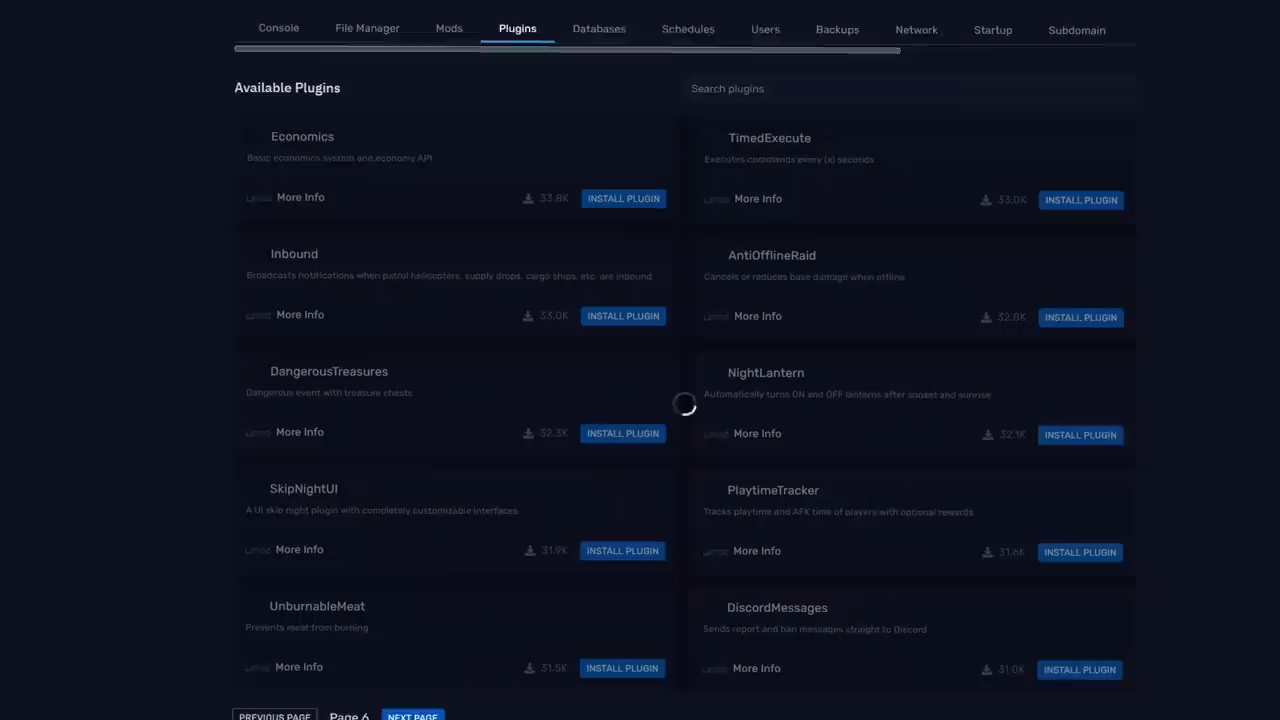 Console File Manager Mods Plugins Databases Schedules Users Backups Network Startup Subdomain
Available Plugins
Search plugins
Economics
Basic economics system and economy API
More Info 33.8K INSTALL PLUGIN
TimedExecute
Executes commands every (x) seconds
More Info 33.0K INSTALL PLUGIN
Inbound
Broadcasts notifications when patrol helicopters, supply drops, cargo ships, etc. are inbound
More Info 33.0K INSTALL PLUGIN
AntiOfflineRaid
Cancels or reduces base damage when offline
More Info 32.8K INSTALL PLUGIN
DangerousTreasures
Dangerous event with treasure chests
More Info 32.3K INSTALL PLUGIN
NightLantern
Automatically turns ON and OFF lanterns after sunset and sunrise
More Info 32.1K INSTALL PLUGIN
SkipNightUI
A UI skip night plugin with completely customizable interfaces
More Info 31.9K INSTALL PLUGIN
PlaytimeTracker
Tracks playtime and AFK time of players with optional rewards
More Info 31.6K INSTALL PLUGIN
UnburnableMeat
Prevents meat from burning
More Info 31.5K INSTALL PLUGIN
DiscordMessages
Sends report and ban messages straight to Discord
More Info 31.0K INSTALL PLUGIN
PREVIOUS PAGE Page 6 NEXT PAGE